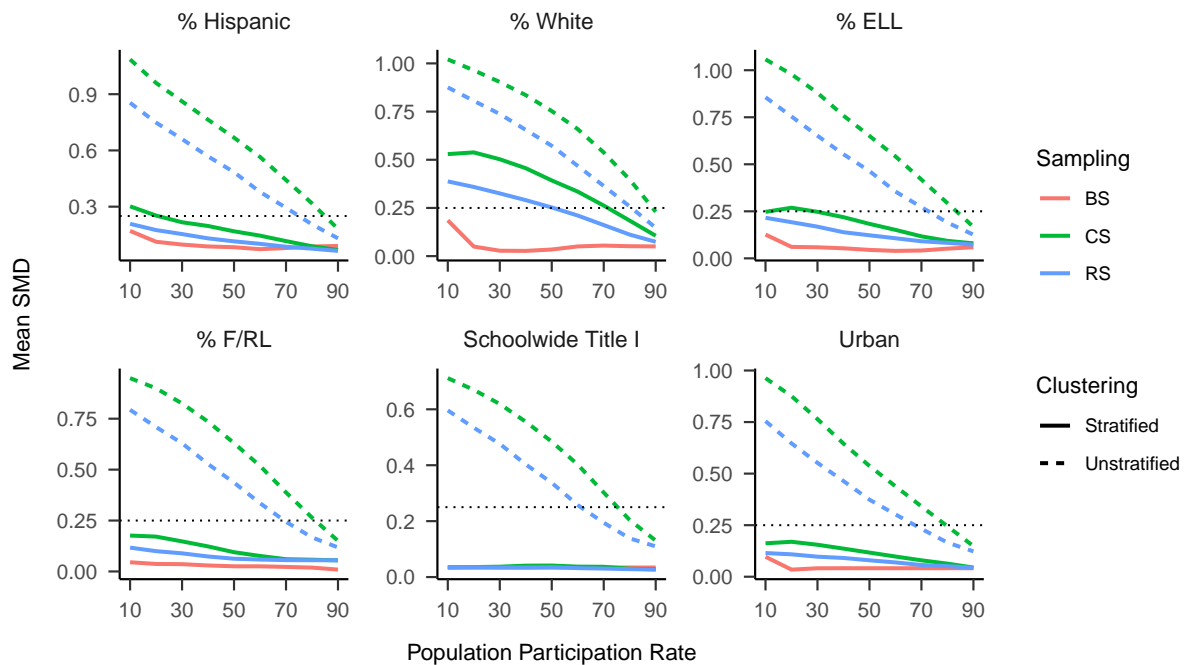 % Hispanic % White % ELL
0.9
0.6
0.3
1.00
0.75
0.50
0.25
0.00
1.00
0.75
0.50
0.25
0.00
10 30 50 70 90
10 30 50 70 90
10 30 50 70 90
% F/RL Schoolwide Title I Urban
0.75
0.50
0.25
0.00
0.6
0.4
0.2
0.0
1.00
0.75
0.50
0.25
0.00
10 30 50 70 90
10 30 50 70 90
10 30 50 70 90
Mean SMD
Population Participation Rate
Sampling
BS
CS
RS
Clustering
Stratified
Unstratified